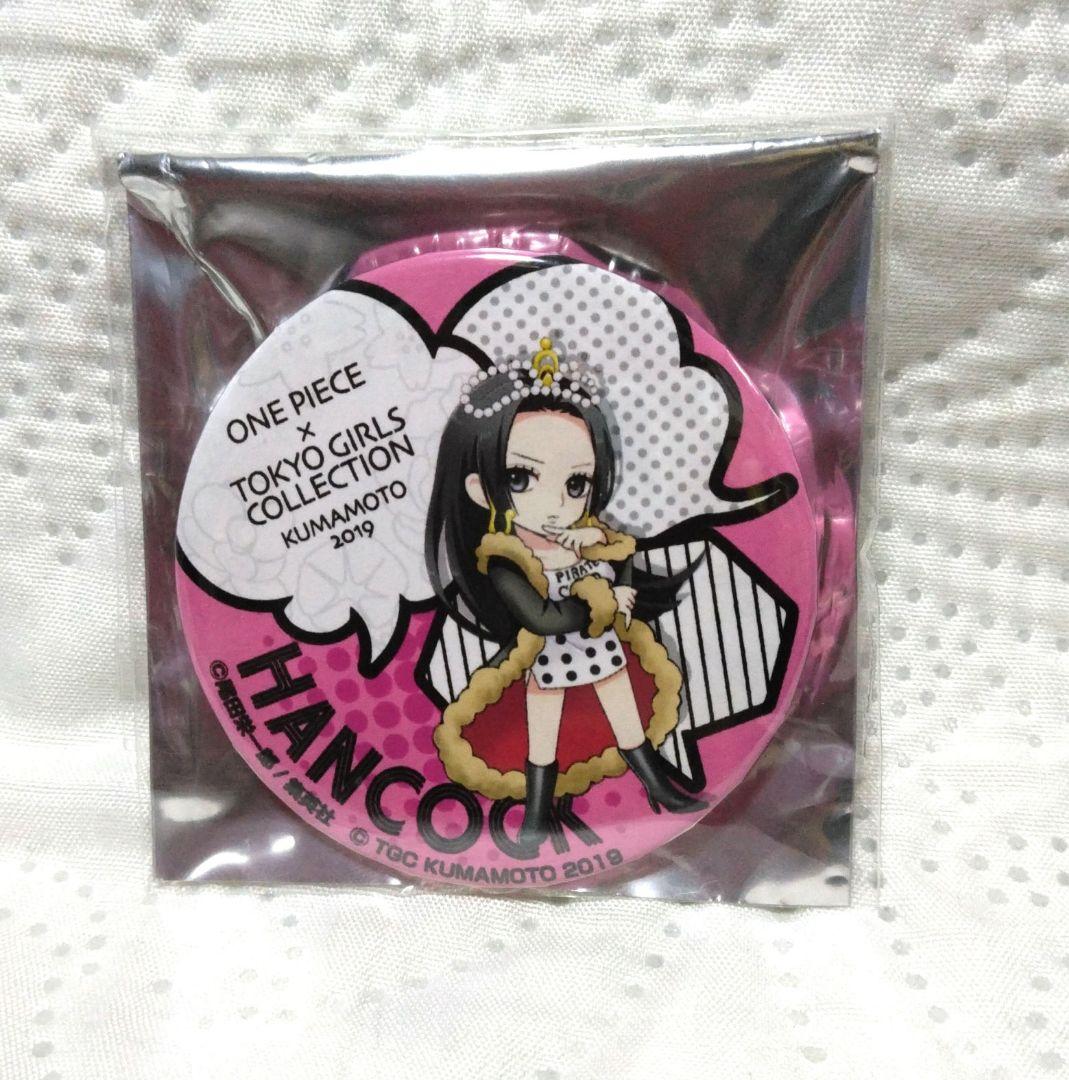 ONE PIECE
×
TOKYO GIRLS
COLLECTION
KUMAMOTO
2019
HANCOCK
©尾田栄一郎 / 集英社
© TGC KUMAMOTO 2019